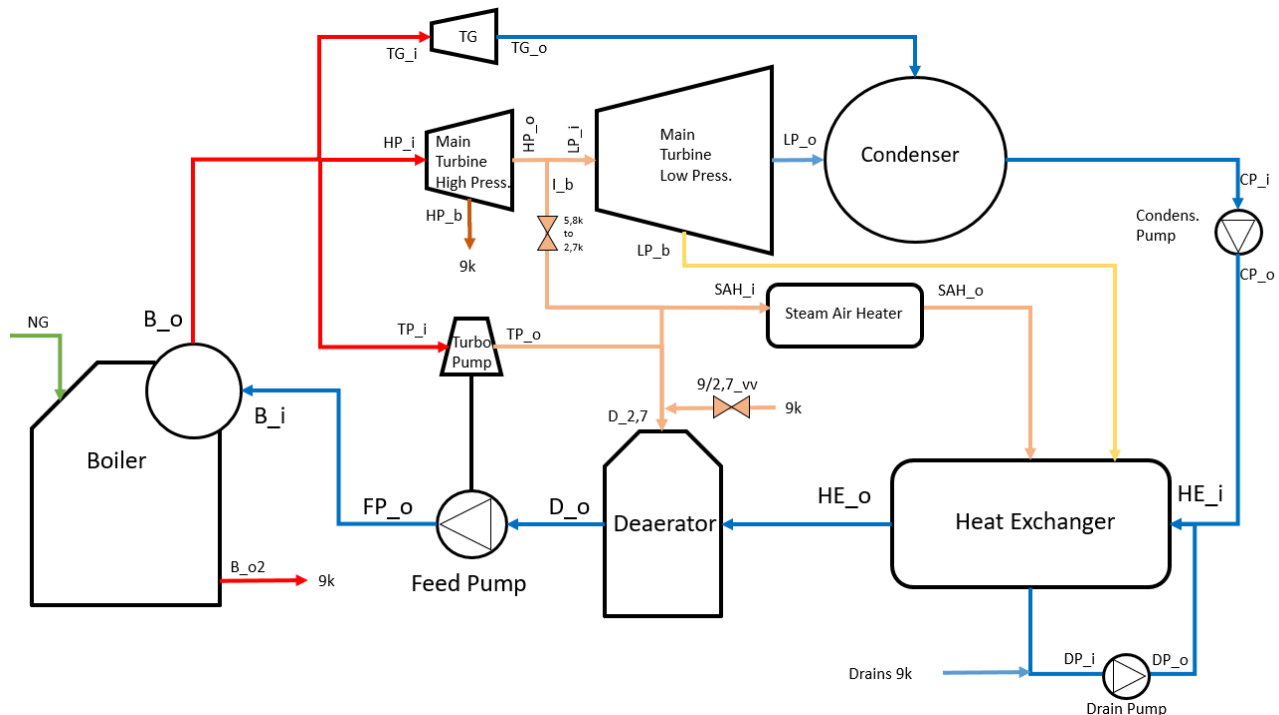 TG
TG_i
TG_o
HP_i
Main
Turbine
High Press.
HP_o
LP_i
Main
Turbine
Low Press.
LP_o
Condenser
CP_i
HP_b
I_b
5,8k
to
2,7k
Condens.
Pump
9k
LP_b
CP_o
SAH_i
SAH_o
Steam Air Heater
NG
B_o
TP_i
Turbo
Pump
TP_o
9/2,7_vv
9k
B_i
D_2,7
Boiler
FP_o
D_o
Deaerator
HE_o
Heat Exchanger
HE_i
Feed Pump
B_o2
9k
Drains 9k
DP_i
DP_o
Drain Pump